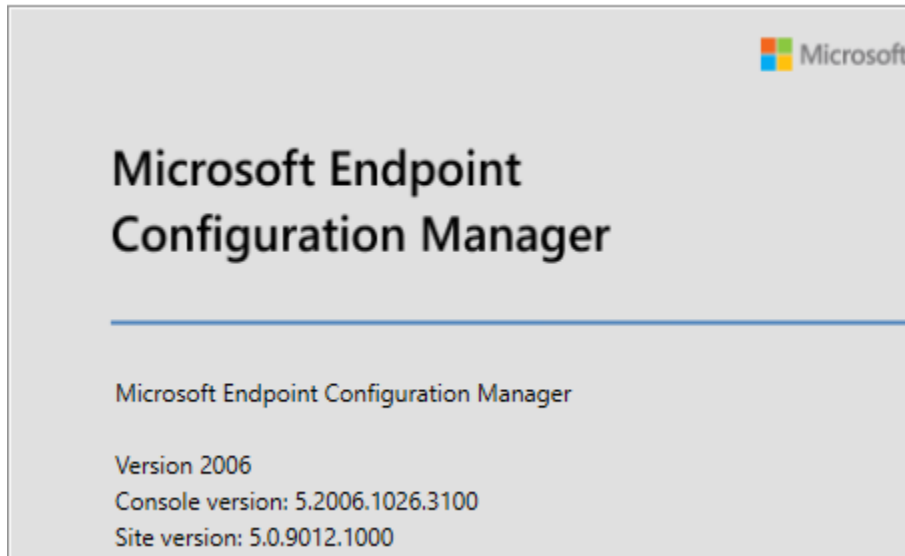 Microsoft
Microsoft Endpoint
Configuration Manager
Microsoft Endpoint Configuration Manager
Version 2006
Console version: 5.2006.1026.3100
Site version: 5.0.9012.1000